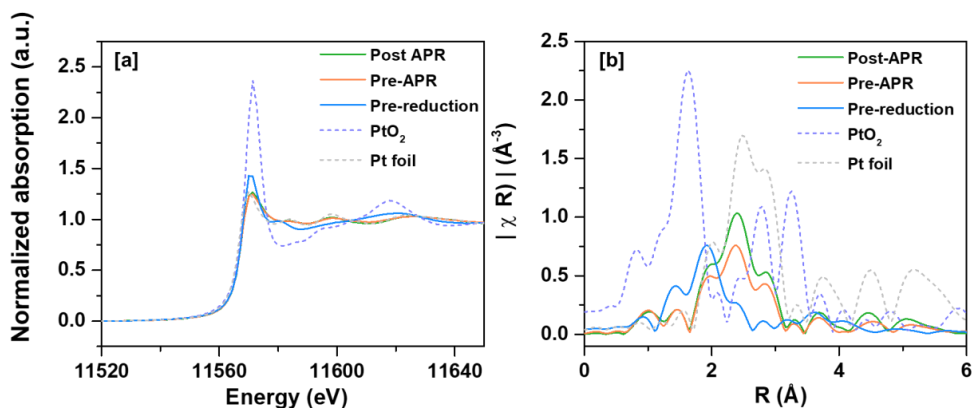 [a]
Normalized absorption (a.u.)
2.5
2.0
1.5
1.0
0.5
0.0
Post APR
Pre-APR
Pre-reduction
PtO₂
Pt foil
11520
11560
11600
11640
Energy (eV)
[b]
| χ R) | (Å⁻³)
2.5
2.0
1.5
1.0
0.5
0.0
Post-APR
Pre-APR
Pre-reduction
PtO₂
Pt foil
0
2
4
6
R (Å)